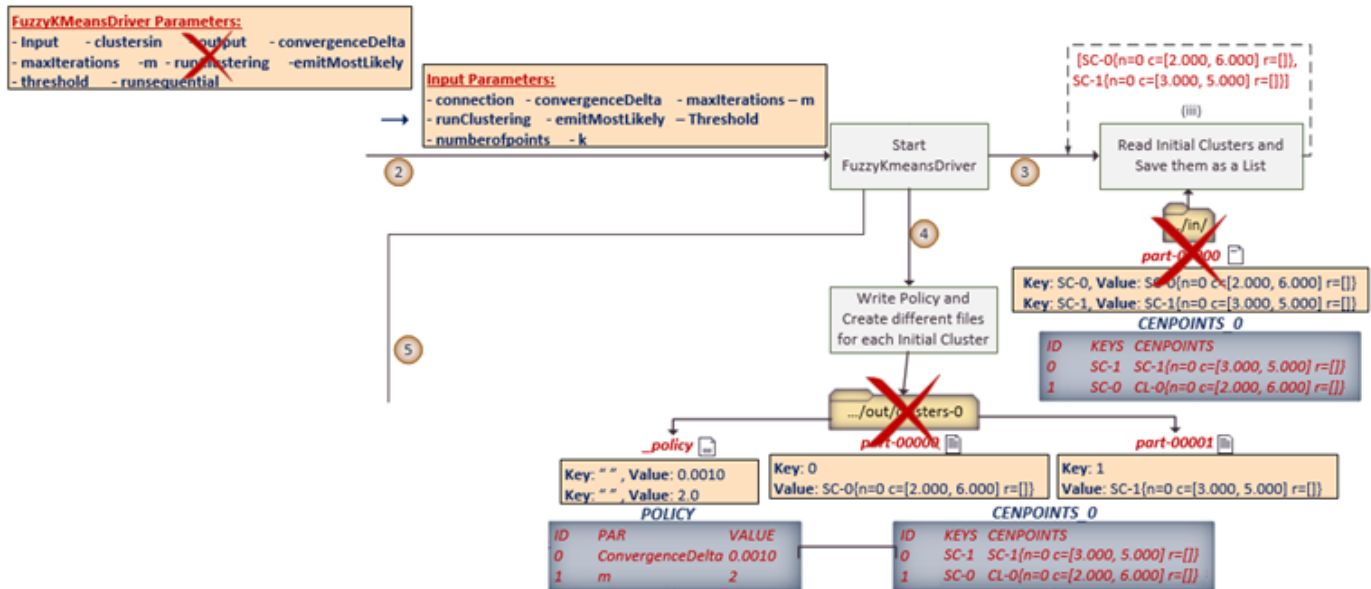 FuzzyKMeansDriver Parameters:
- Input - clustersin - output - convergenceDelta
- maxIterations -m - runClustering -emitMostLikely
- threshold - runsequential
Input Parameters:
- connection - convergenceDelta - maxIterations – m
- runClustering - emitMostLikely – Threshold
- numberofpoints - k
[SC-0{n=0 c=[2.000, 6.000] r=[]},
SC-1{n=0 c=[3.000, 5.000] r=[]}]
(iii)
2
Start
FuzzyKmeansDriver
3
Read Initial Clusters and
Save them as a List
4
../in/
part-00000
Key: SC-0, Value: SC-0{n=0 c=[2.000, 6.000] r=[]}
Key: SC-1, Value: SC-1{n=0 c=[3.000, 5.000] r=[]}
Write Policy and
Create different files
for each Initial Cluster
CENPOINTS_0
ID KEYS CENPOINTS
0 SC-1 SC-1{n=0 c=[3.000, 5.000] r=[]}
1 SC-0 CL-0{n=0 c=[2.000, 6.000] r=[]}
5
.../out/clusters-0
_policy
part-00000
part-00001
Key: “ ” , Value: 0.0010
Key: “ ” , Value: 2.0
Key: 0
Value: SC-0{n=0 c=[2.000, 6.000] r=[]}
Key: 1
Value: SC-1{n=0 c=[3.000, 5.000] r=[]}
POLICY
ID PAR VALUE
0 ConvergenceDelta 0.0010
1 m 2
CENPOINTS_0
ID KEYS CENPOINTS
0 SC-1 SC-1{n=0 c=[3.000, 5.000] r=[]}
1 SC-0 CL-0{n=0 c=[2.000, 6.000] r=[]}